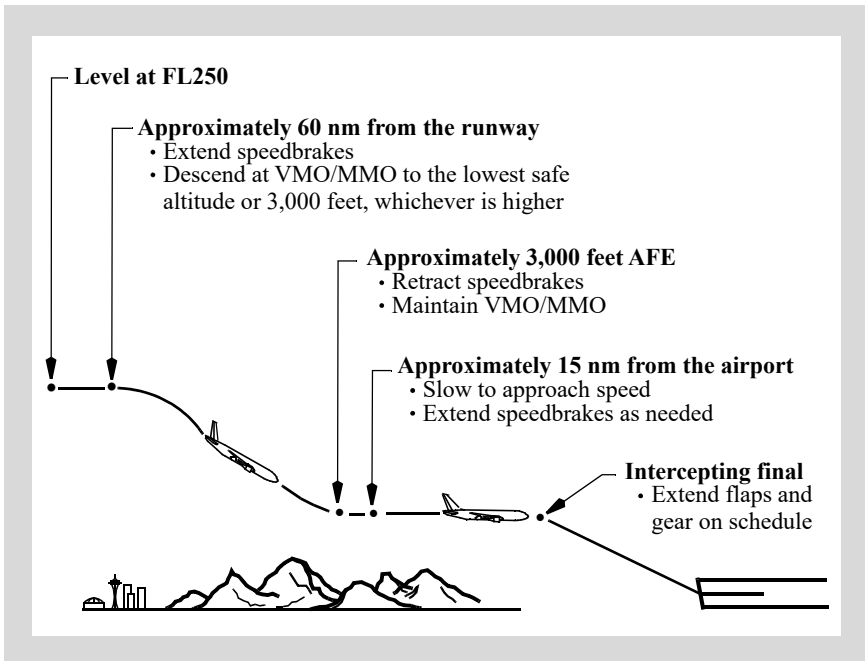 Level at FL250
Approximately 60 nm from the runway
· Extend speedbrakes
· Descend at VMO/MMO to the lowest safe
altitude or 3,000 feet, whichever is higher
Approximately 3,000 feet AFE
· Retract speedbrakes
· Maintain VMO/MMO
Approximately 15 nm from the airport
· Slow to approach speed
· Extend speedbrakes as needed
Intercepting final
· Extend flaps and
gear on schedule